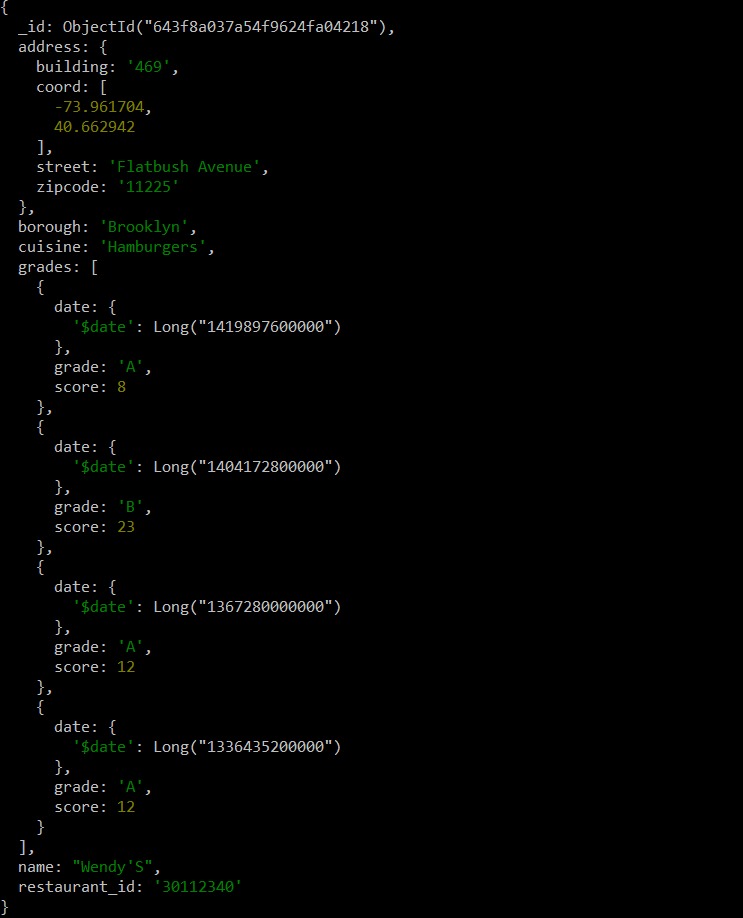 {
  _id: ObjectId("643f8a037a54f9624fa04218"),
  address: {
    building: '469',
    coord: [
      -73.961704,
      40.662942
    ],
    street: 'Flatbush Avenue',
    zipcode: '11225'
  },
  borough: 'Brooklyn',
  cuisine: 'Hamburgers',
  grades: [
    {
      date: {
        '$date': Long("1419897600000")
      },
      grade: 'A',
      score: 8
    },
    {
      date: {
        '$date': Long("1404172800000")
      },
      grade: 'B',
      score: 23
    },
    {
      date: {
        '$date': Long("1367280000000")
      },
      grade: 'A',
      score: 12
    },
    {
      date: {
        '$date': Long("1336435200000")
      },
      grade: 'A',
      score: 12
    }
  ],
  name: "Wendy'S",
  restaurant_id: '30112340'
}